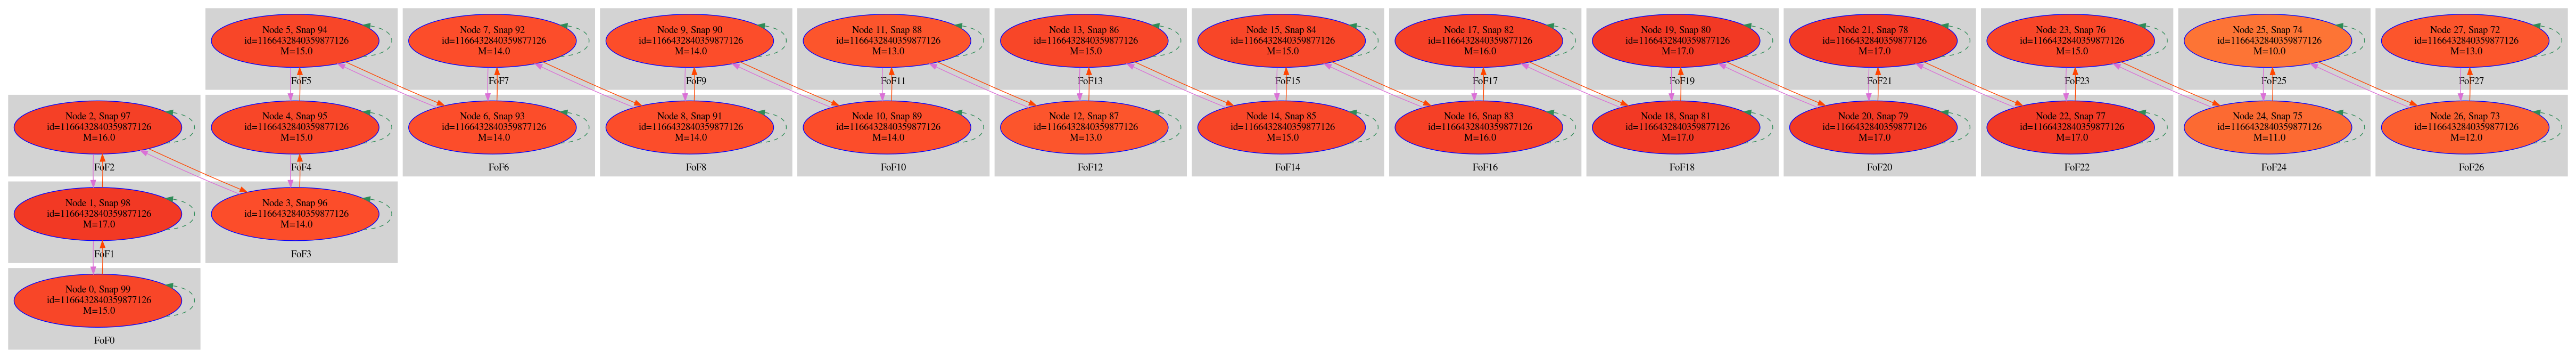 Node 5, Snap 94
id=1166432840359877126
M=15.0
FoF5
Node 7, Snap 92
id=1166432840359877126
M=14.0
FoF7
Node 9, Snap 90
id=1166432840359877126
M=14.0
FoF9
Node 11, Snap 88
id=1166432840359877126
M=13.0
FoF11
Node 13, Snap 86
id=1166432840359877126
M=15.0
FoF13
Node 15, Snap 84
id=1166432840359877126
M=15.0
FoF15
Node 17, Snap 82
id=1166432840359877126
M=16.0
FoF17
Node 19, Snap 80
id=1166432840359877126
M=17.0
FoF19
Node 21, Snap 78
id=1166432840359877126
M=17.0
FoF21
Node 23, Snap 76
id=1166432840359877126
M=15.0
FoF23
Node 25, Snap 74
id=1166432840359877126
M=10.0
FoF25
Node 27, Snap 72
id=1166432840359877126
M=13.0
FoF27
Node 2, Snap 97
id=1166432840359877126
M=16.0
FoF2
Node 4, Snap 95
id=1166432840359877126
M=15.0
FoF4
Node 6, Snap 93
id=1166432840359877126
M=14.0
FoF6
Node 8, Snap 91
id=1166432840359877126
M=14.0
FoF8
Node 10, Snap 89
id=1166432840359877126
M=14.0
FoF10
Node 12, Snap 87
id=1166432840359877126
M=13.0
FoF12
Node 14, Snap 85
id=1166432840359877126
M=15.0
FoF14
Node 16, Snap 83
id=1166432840359877126
M=16.0
FoF16
Node 18, Snap 81
id=1166432840359877126
M=17.0
FoF18
Node 20, Snap 79
id=1166432840359877126
M=17.0
FoF20
Node 22, Snap 77
id=1166432840359877126
M=17.0
FoF22
Node 24, Snap 75
id=1166432840359877126
M=11.0
FoF24
Node 26, Snap 73
id=1166432840359877126
M=12.0
FoF26
Node 1, Snap 98
id=1166432840359877126
M=17.0
FoF1
Node 3, Snap 96
id=1166432840359877126
M=14.0
FoF3
Node 0, Snap 99
id=1166432840359877126
M=15.0
FoF0